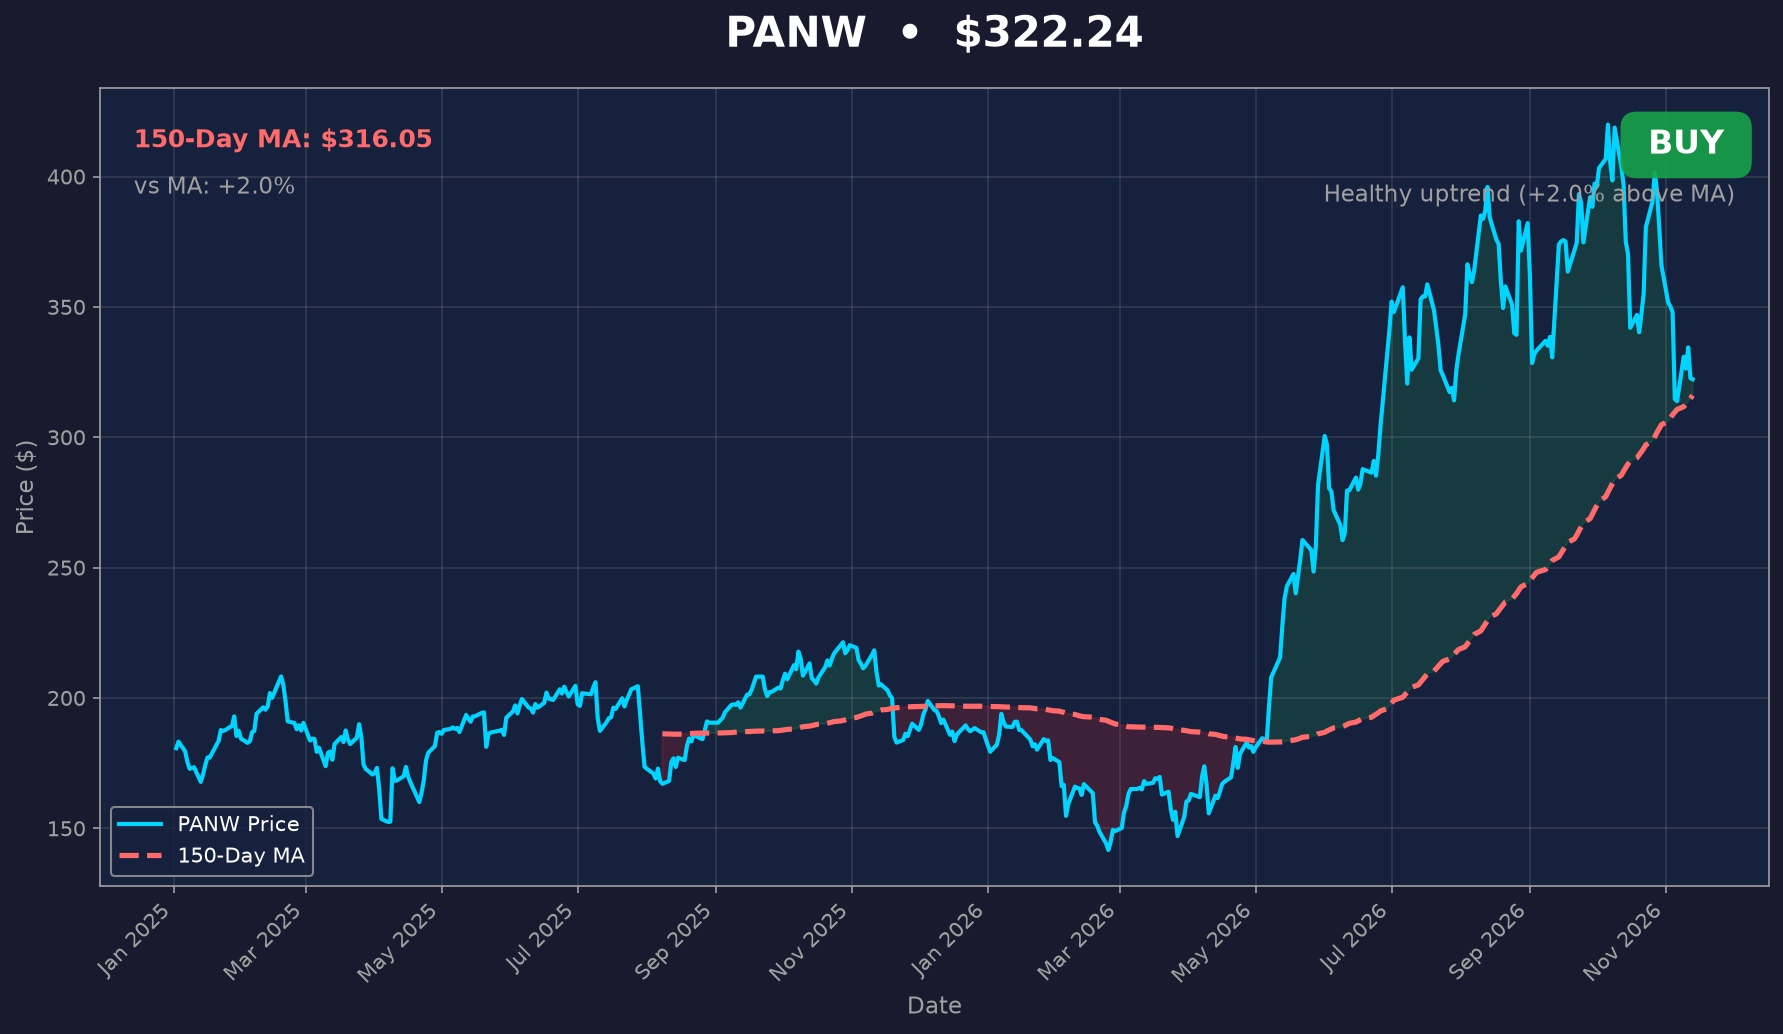 PANW • $322.24
150-Day MA: $316.05
vs MA: +2.0%
BUY
Healthy uptrend (+2.0% above MA)
Price ($)
400
350
300
250
200
150
PANW Price
150-Day MA
Jan 2025
Mar 2025
May 2025
Jul 2025
Sep 2025
Nov 2025
Jan 2026
Mar 2026
May 2026
Jul 2026
Sep 2026
Nov 2026
Date